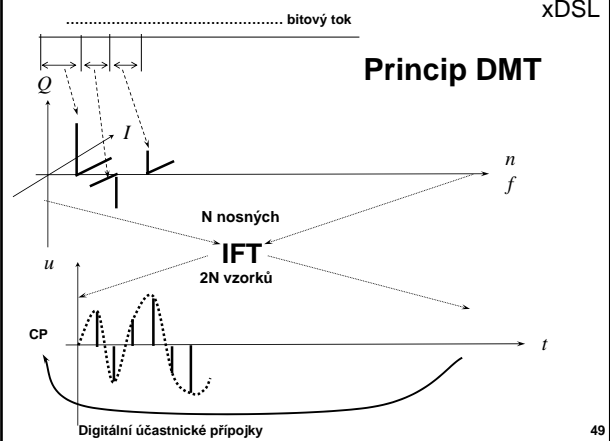 xDSL
........................................... bitový tok
Princip DMT
Q
I
n
f
N nosných
IFT
2N vzorků
u
CP
t
Digitální účastnické přípojky 49